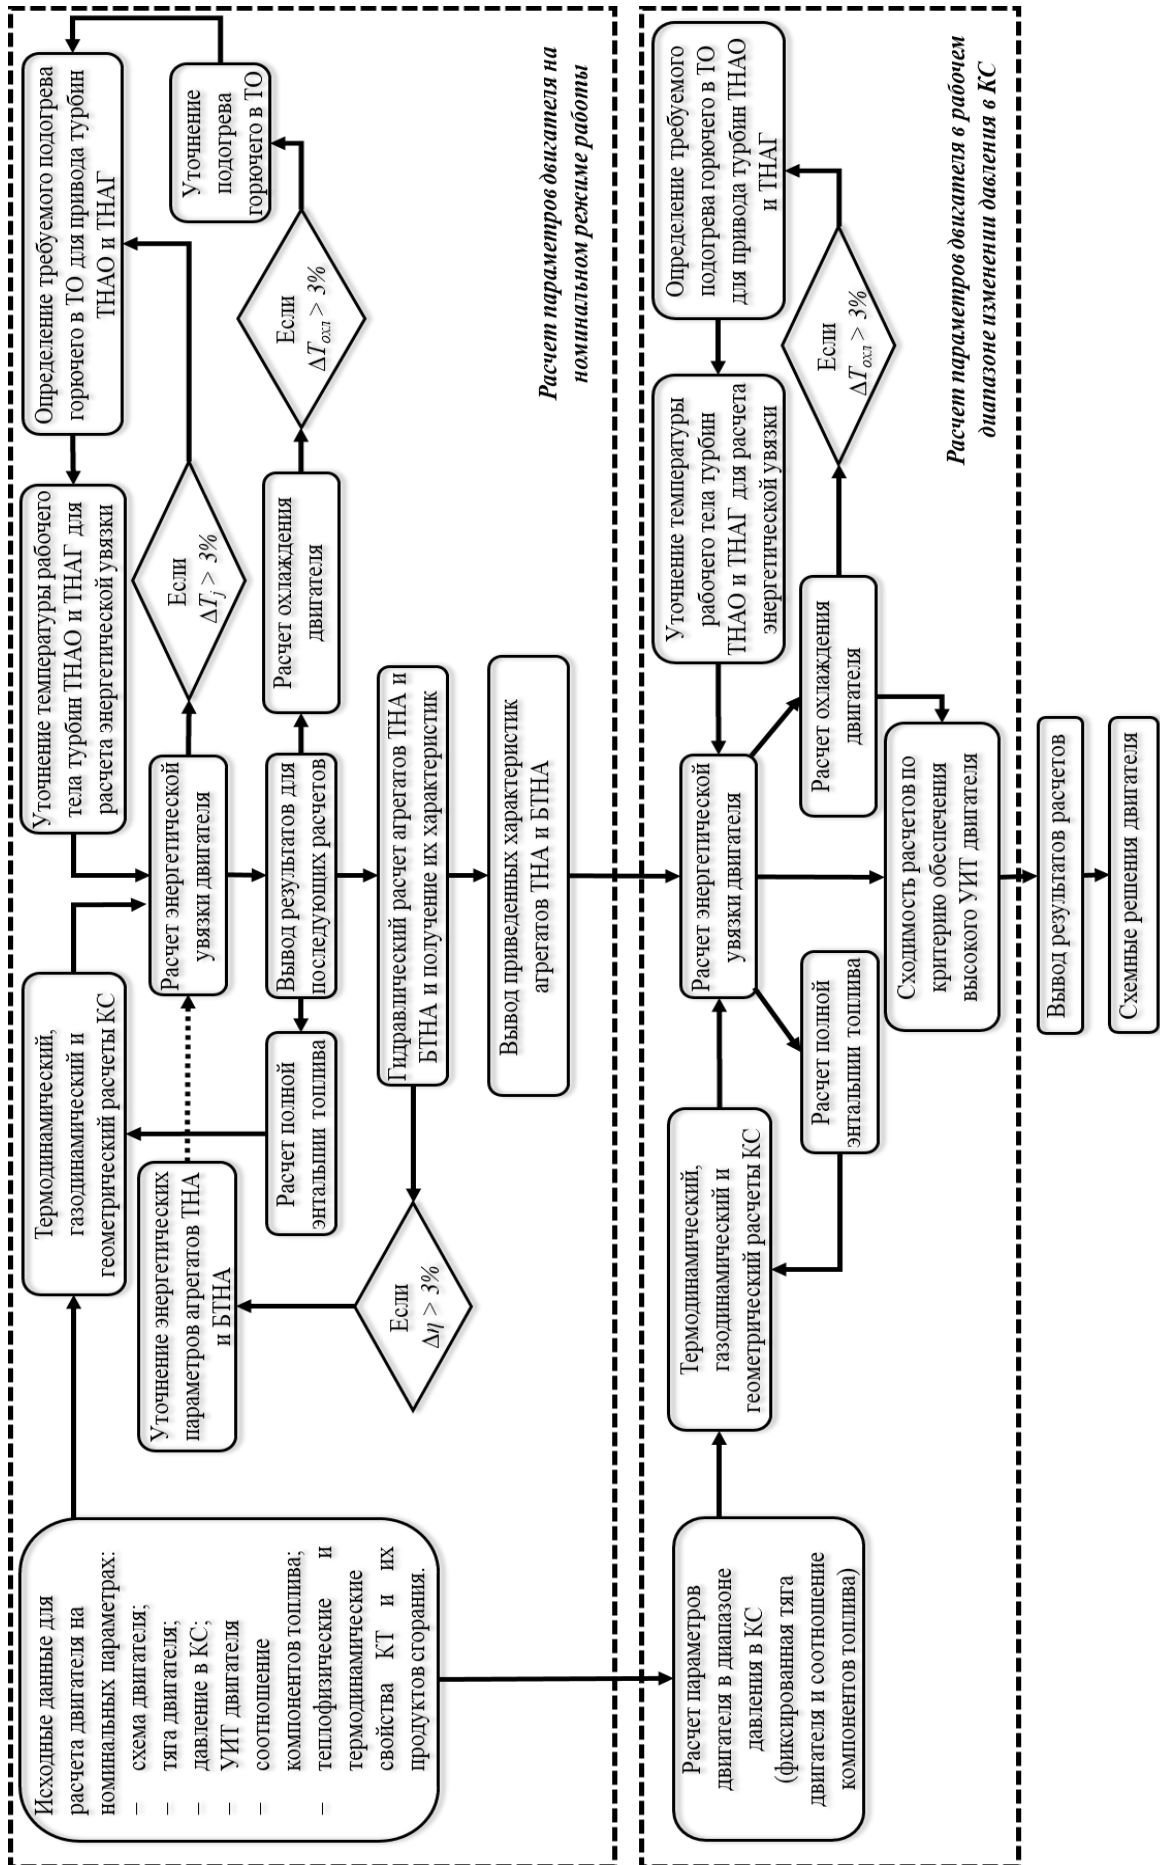 Исходные данные для
расчета двигателя на
номинальных параметрах:
– схема двигателя;
– тяга двигателя;
– давление в КС;
– УИТ двигателя
– соотношение
компонентов топлива;
– теплофизические и
термодинамические
свойства КТ и их
продуктов сгорания.
Термодинамический,
газодинамический и
геометрический расчеты КС
Уточнение температуры рабочего
тела турбин ТНАО и ТНАГ для
расчета энергетической увязки
Определение требуемого подогрева
горючего в ТО для привода турбин
ТНАО и ТНАГ
Уточнение энергетических
параметров агрегатов ТНА
и БТНА
Расчет энергетической
увязки двигателя
Если
ΔTj > 3%
Уточнение
подогрева
горючего в ТО
Расчет полной
энтальпии топлива
Вывод результатов для
последующих расчетов
Расчет охлаждения
двигателя
Если
ΔTохл > 3%
Если
Δη > 3%
Гидравлический расчет агрегатов ТНА и
БТНА и получение их характеристик
Вывод приведенных характеристик
агрегатов ТНА и БТНА
Расчет параметров двигателя на
номинальном режиме работы
Расчет параметров
двигателя в диапазоне
давления в КС
(фиксированная тяга
двигателя и соотношение
компонентов топлива)
Термодинамический,
газодинамический и
геометрический расчеты КС
Расчет энергетической
увязки двигателя
Уточнение температуры
рабочего тела турбин
ТНАО и ТНАГ для расчета
энергетической увязки
Определение требуемого
подогрева горючего в ТО
для привода турбин ТНАО
и ТНАГ
Расчет полной
энтальпии топлива
Расчет охлаждения
двигателя
Если
ΔTохл > 3%
Сходимость расчетов по
критерию обеспечения
высокого УИТ двигателя
Расчет параметров двигателя в рабочем
диапазоне изменении давления в КС
Вывод результатов расчетов
Схемные решения двигателя